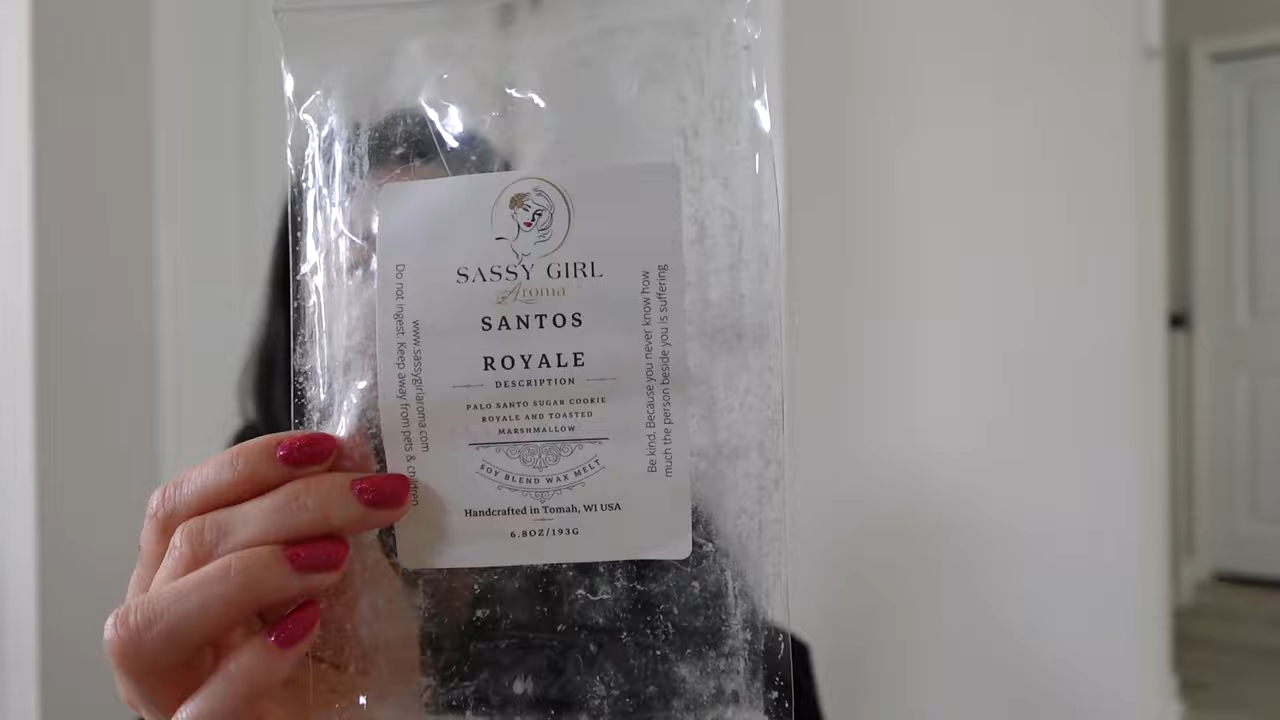 SASSY GIRL
Aroma
SANTOS
ROYALE
DESCRIPTION
PALO SANTO SUGAR COOKIE
ROYALE AND TOASTED
MARSHMALLOW
SOY BLEND WAX MELT
Handcrafted in Tomah, WI USA
6.8OZ/193G
Do not ingest. Keep away from pets & children
www.sassygirlaroma.com
Be kind. Because you never know how
much the person beside you is suffering